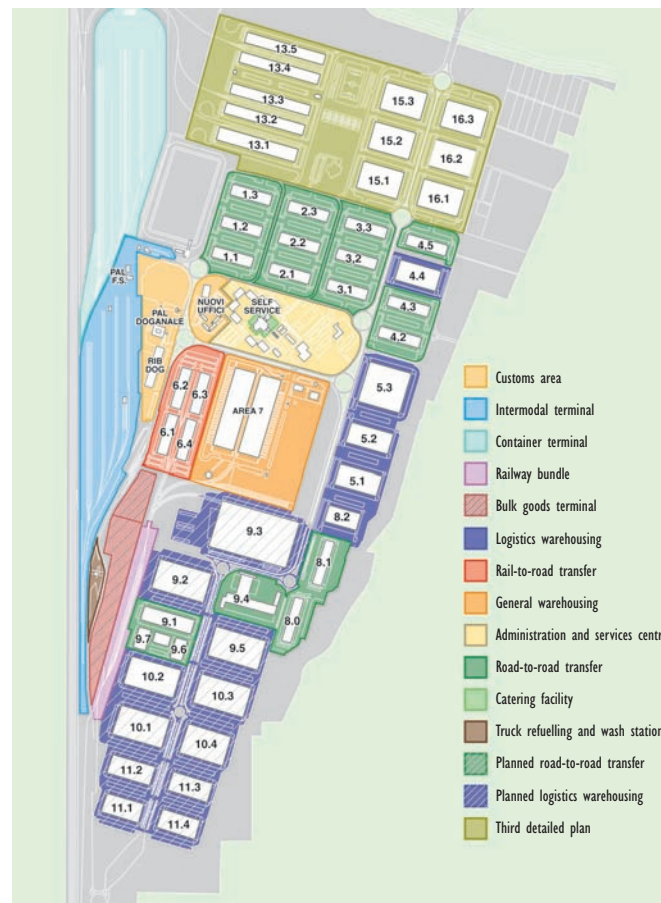 13.5
13.4
13.3
13.2
13.1
15.3
15.2
15.1
16.3
16.2
16.1
1.3
1.2
1.1
2.3
2.2
2.1
3.3
3,2
3.1
4.5
4.4
4.3
4.2
PAL
F.S.
PAL
DOGANALE
RIB
DOG
NUOVI
UFFICI
SELF
SERVICE
6.2
6.3
6.1
6.4
AREA 7
5.3
5.2
5.1
8.2
9.3
8.1
9.2
9.4
8.0
9.1
9.7
9.6
9.5
10.2
10.3
10.1
10.4
11.2
11.3
11.1
11.4
Customs area
Intermodal terminal
Container terminal
Railway bundle
Bulk goods terminal
Logistics warehousing
Rail-to-road transfer
General warehousing
Administration and services centr
Road-to-road transfer
Catering facility
Truck refuelling and wash station
Planned road-to-road transfer
Planned logistics warehousing
Third detailed plan